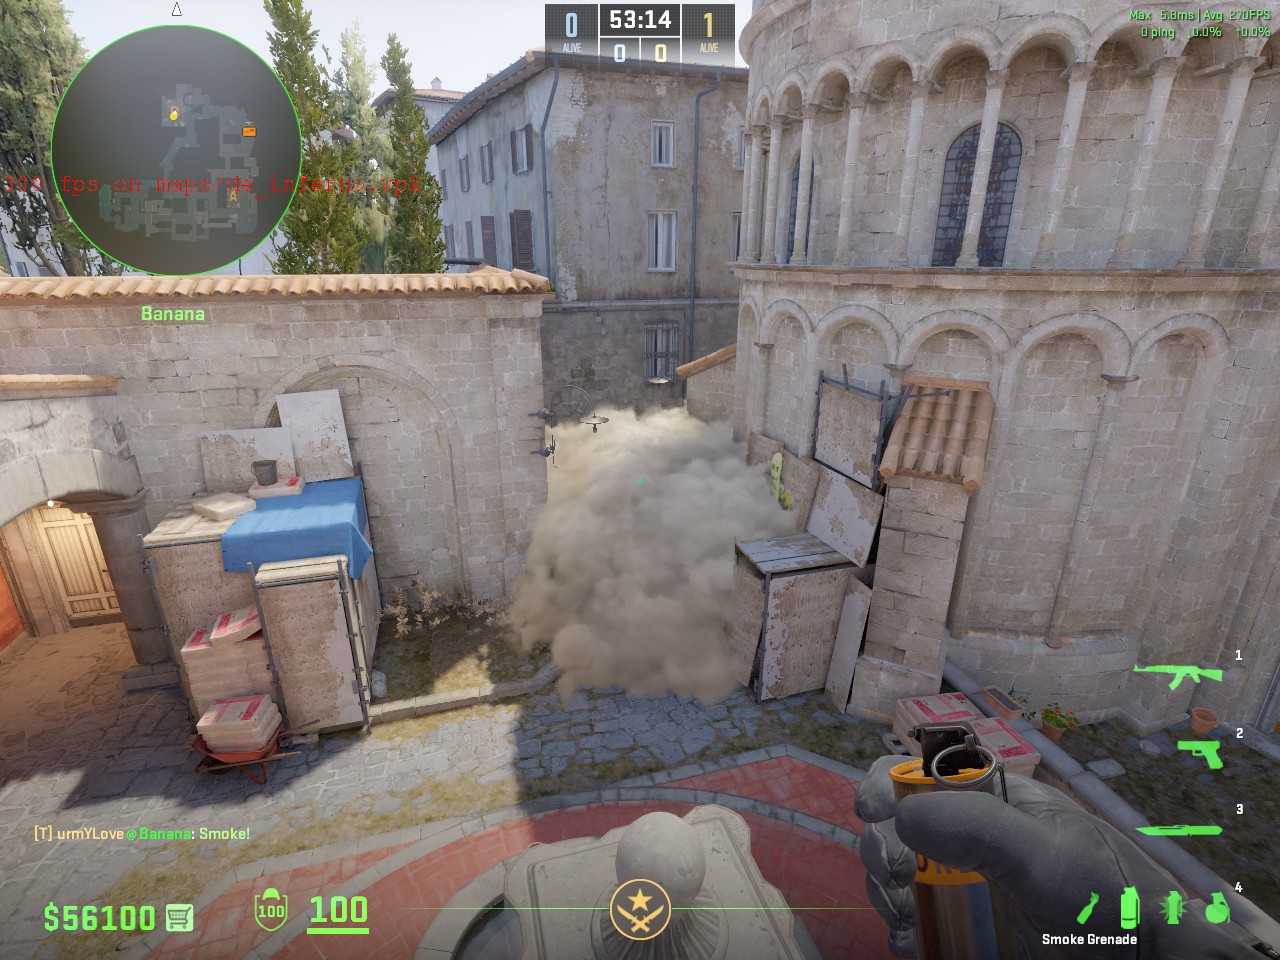 0
ALIVE
53:14
0 0
1
ALIVE
Max 5.8ms | Avg 270FPS
0 ping ↓0.0% ↑0.0%
A
300 fps on maps/de_inferno.vpk
Banana
1
2
3
[T] urmYLove@Banana: Smoke!
4
$56100
100
100
Smoke Grenade